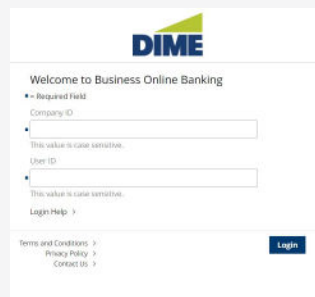 DIME
Welcome to Business Online Banking
= Required Field
Company ID
This value is case sensitive.
User ID
This value is case sensitive.
Login Help >
Terms and Conditions >
Privacy Policy >
Contact Us >
Login